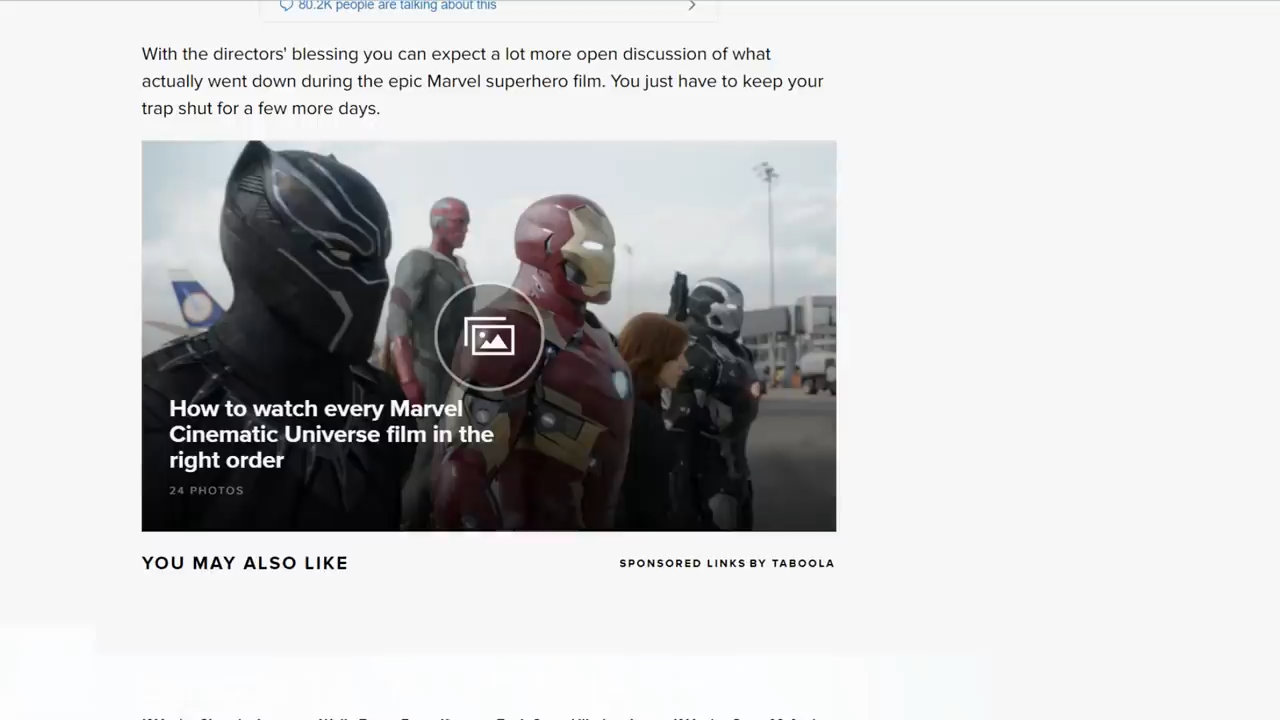 80.2K people are talking about this
With the directors' blessing you can expect a lot more open discussion of what
actually went down during the epic Marvel superhero film. You just have to keep your
trap shut for a few more days.
How to watch every Marvel
Cinematic Universe film in the
right order
24 PHOTOS
YOU MAY ALSO LIKE
SPONSORED LINKS BY TABOOLA